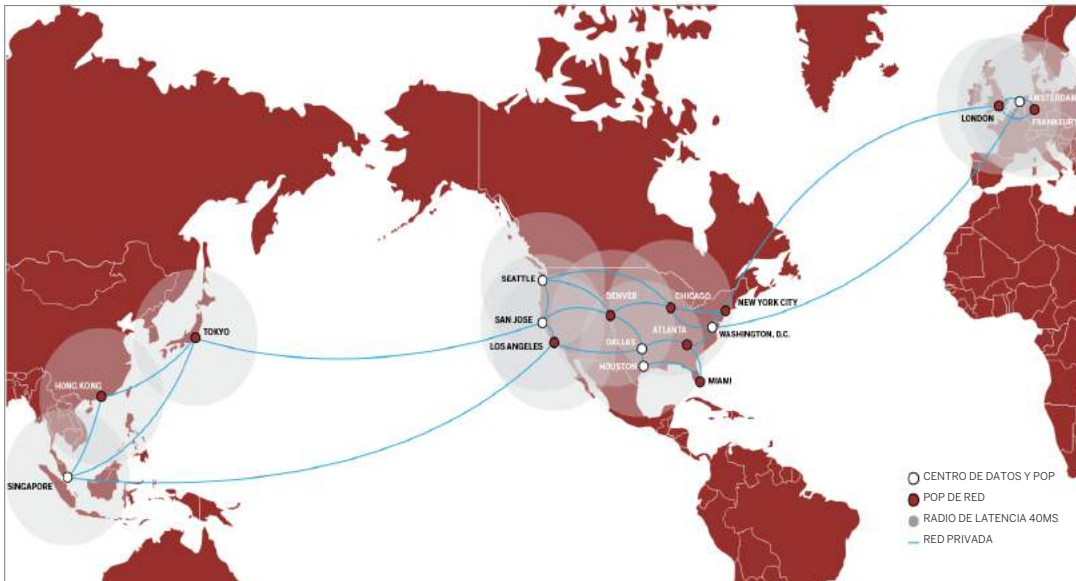 AMSTERDAM
LONDON
FRANKFURT
SEATTLE
DENVER
CHICAGO
NEW YORK CITY
SAN JOSE
TOKYO
ATLANTA
WASHINGTON, D.C.
LOS ANGELES
DALLAS
HOUSTON
HONG KONG
MIAMI
SINGAPORE
CENTRO DE DATOS Y POP
POP DE RED
RADIO DE LATENCIA 40MS
RED PRIVADA